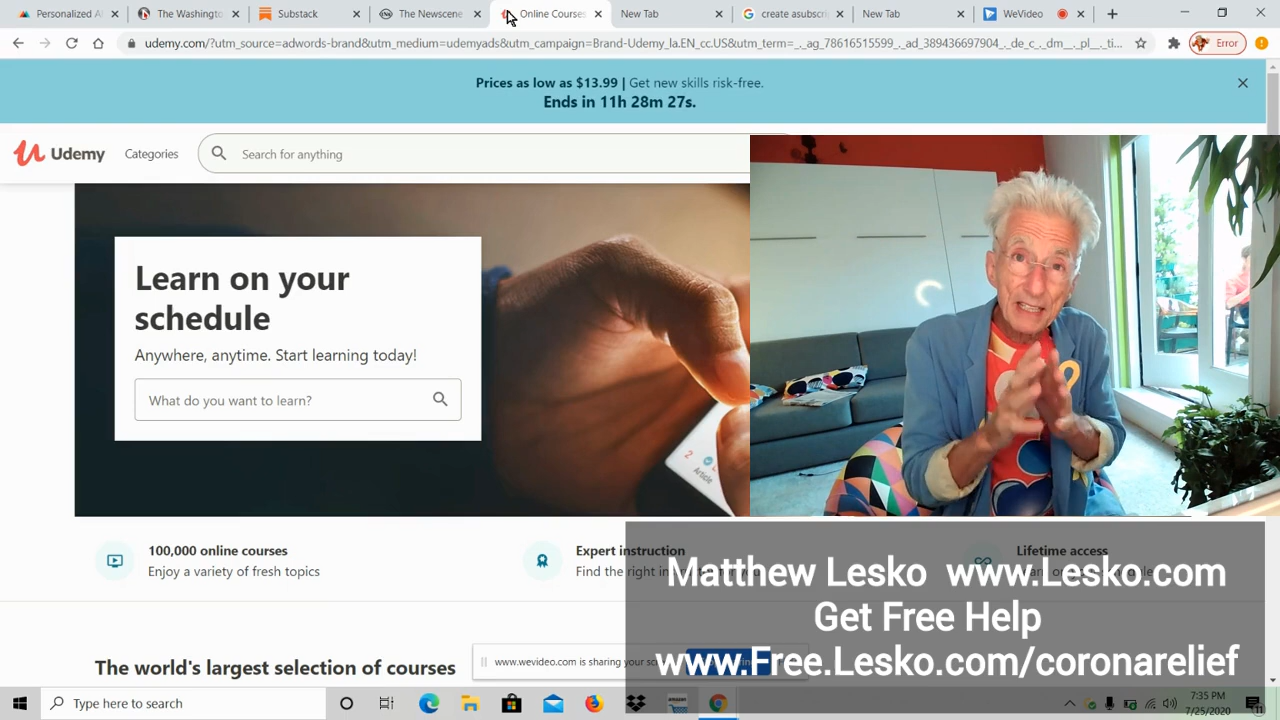 Personalized A
The Washingto
Substack
The Newscene
Online Courses
New Tab
create asubscri
New Tab
WeVideo
udemy.com/?utm_source=adwords-brand&utm_medium=udemyads&utm_campaign=Brand-Udemy_la.EN_cc.US&utm_term=_._ag_78616515599_._ad_389436697904_._de_c_._dm__._pl__._ti...
Error
Prices as low as $13.99 | Get new skills risk-free.
Ends in 11h 28m 27s.
Udemy
Categories
Search for anything
Learn on your
schedule
Anywhere, anytime. Start learning today!
What do you want to learn?
2
Article
100,000 online courses
Enjoy a variety of fresh topics
Expert instruction
Find the right in
Lifetime access
Matthew Lesko www.Lesko.com
Get Free Help
www.Free.Lesko.com/coronarelief
The world's largest selection of courses
www.wevideo.com is sharing your scr
Type here to search
7:35 PM
7/25/2020